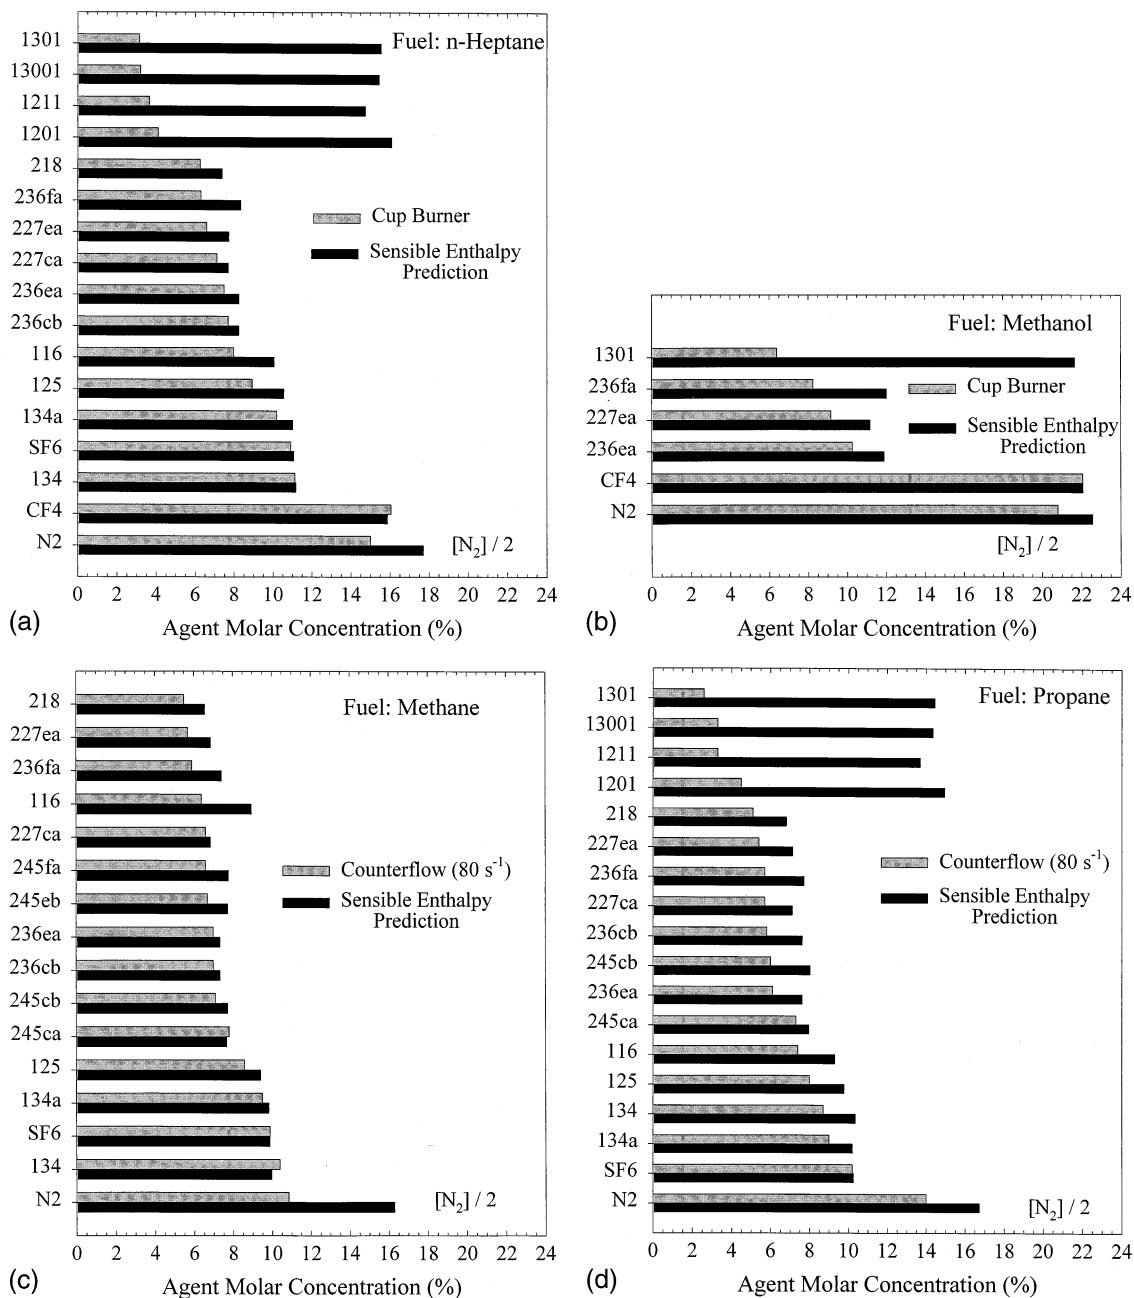 Fuel: n-Heptane
1301
13001
1211
1201
218
236fa
227ea
227ca
236ea
236cb
116
125
134a
SF6
134
CF4
N2
Cup Burner
Sensible Enthalpy
Prediction
[N2] / 2
0 2 4 6 8 10 12 14 16 18 20 22 24
(a) Agent Molar Concentration (%)
Fuel: Methanol
1301
236fa
227ea
236ea
CF4
N2
Cup Burner
Sensible Enthalpy
Prediction
[N2] / 2
0 2 4 6 8 10 12 14 16 18 20 22 24
(b) Agent Molar Concentration (%)
Fuel: Methane
218
227ea
236fa
116
227ca
245fa
245eb
236ea
236cb
245cb
245ca
125
134a
SF6
134
N2
Counterflow (80 s-1)
Sensible Enthalpy
Prediction
[N2] / 2
0 2 4 6 8 10 12 14 16 18 20 22 24
(c) Agent Molar Concentration (%)
Fuel: Propane
1301
13001
1211
1201
218
227ea
236fa
227ca
236cb
245cb
236ea
245ca
116
125
134
134a
SF6
N2
Counterflow (80 s-1)
Sensible Enthalpy
Prediction
[N2] / 2
0 2 4 6 8 10 12 14 16 18 20 22 24
(d) Agent Molar Concentration (%)